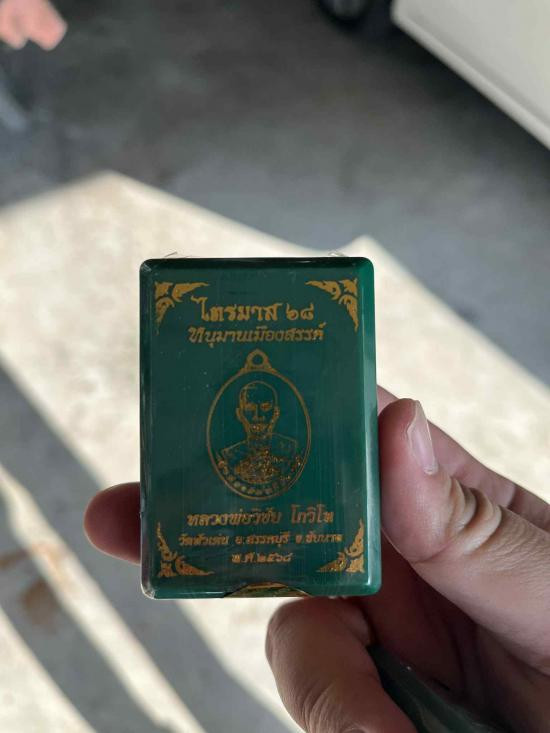 ไตรมาส ๖๘
หนุมานเมืองสรรค์
หลวงพ่อวิชัย โกวิโท
วัดหัวเด่น อ.สรรคบุรี จ.ชัยนาท
พ.ศ.๒๕๖๘